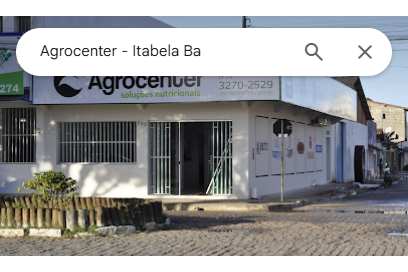 Agrocenter - Itabela Ba
274
Agrocenter
soluções nutricionais
3270-2529